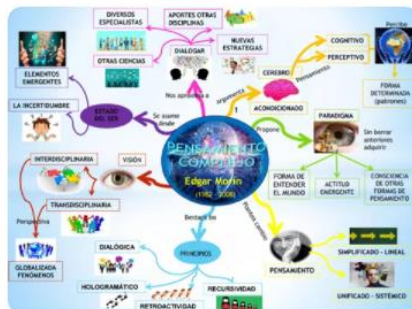 DIVERSOS
ESPECIALISTAS
APORTES OTRAS
DISCIPLINAS
DIALOGAR
NUEVAS
ESTRATEGIAS
OTRAS CIENCIAS
Nos aproxima a
ELEMENTOS
EMERGENTES
LA INCERTIDUMBRE
ESTADO
DEL SER
Se asume
desde
CEREBRO
argumenta
ACONDICIONADO
Pensamiento
COGNITIVO
PERCEPTIVO
Percibe
FORMA
DETERMINADA
(patrones)
Propone
PARADIGMA
Sin borrar
anteriores
adquirir
FORMA DE
ENTENDER
EL MUNDO
ACTITUD
EMERGENTE
CONSCIENCIA
DE OTRAS
FORMAS DE
PENSAMIENTO
PENSAMIENTO
COMPLEJO
Edgar Morin
INTERDISCIPLINARIA
VISIÓN
TRANSDISCIPLINARIA
Perspectiva
GLOBALIZADA
FENÓMENOS
PRINCIPIOS
DIALÓGICA
HOLOGRAMÁTICO
RETROACTIVIDAD
RECURSIVIDAD
PENSAMIENTO
SIMPLIFICADO - LINEAL
UNIFICADO - SISTÉMICO